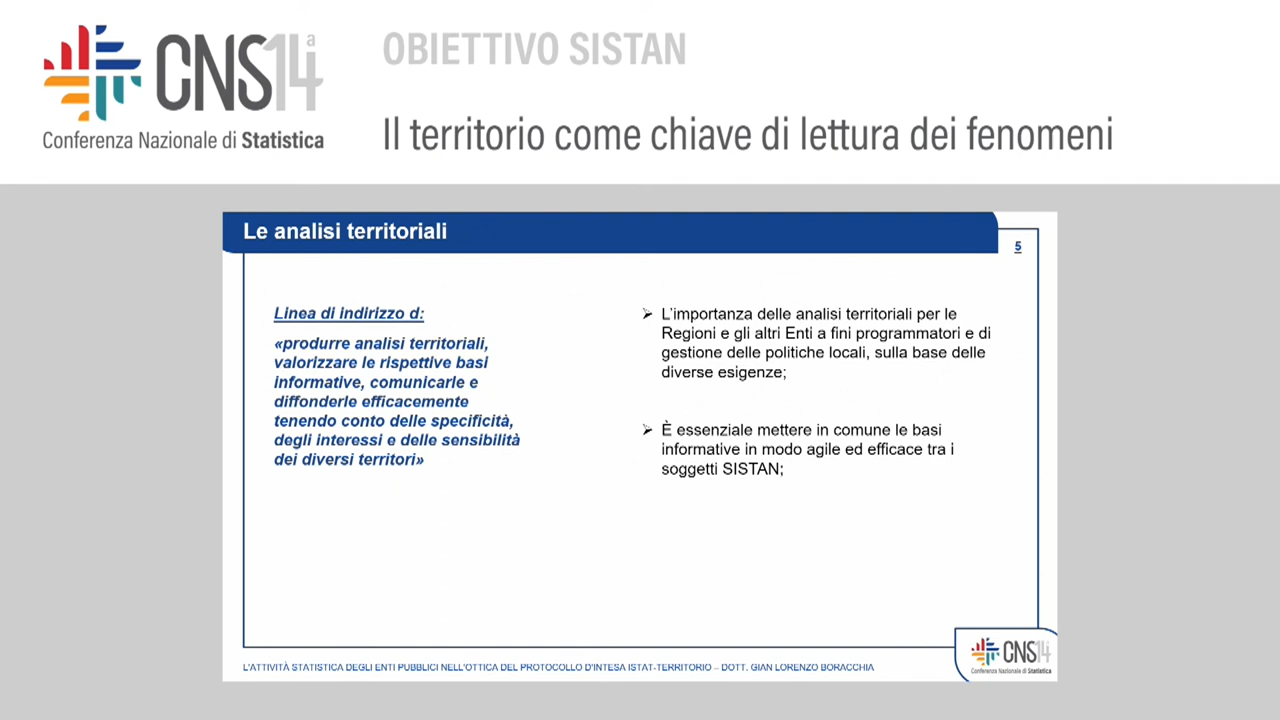 CNS14a
Conferenza Nazionale di Statistica
OBIETTIVO SISTAN
Il territorio come chiave di lettura dei fenomeni
Le analisi territoriali
5
Linea di indirizzo d:
«produrre analisi territoriali,
valorizzare le rispettive basi
informative, comunicarle e
diffonderle efficacemente
tenendo conto delle specificità,
degli interessi e delle sensibilità
dei diversi territori»
L'importanza delle analisi territoriali per le
Regioni e gli altri Enti a fini programmatori e di
gestione delle politiche locali, sulla base delle
diverse esigenze;
È essenziale mettere in comune le basi
informative in modo agile ed efficace tra i
soggetti SISTAN;
L'ATTIVITÀ STATISTICA DEGLI ENTI PUBBLICI NELL'OTTICA DEL PROTOCOLLO D'INTESA ISTAT-TERRITORIO – DOTT. GIAN LORENZO BORACCHIA
CNS14a
Conferenza Nazionale di Statistica